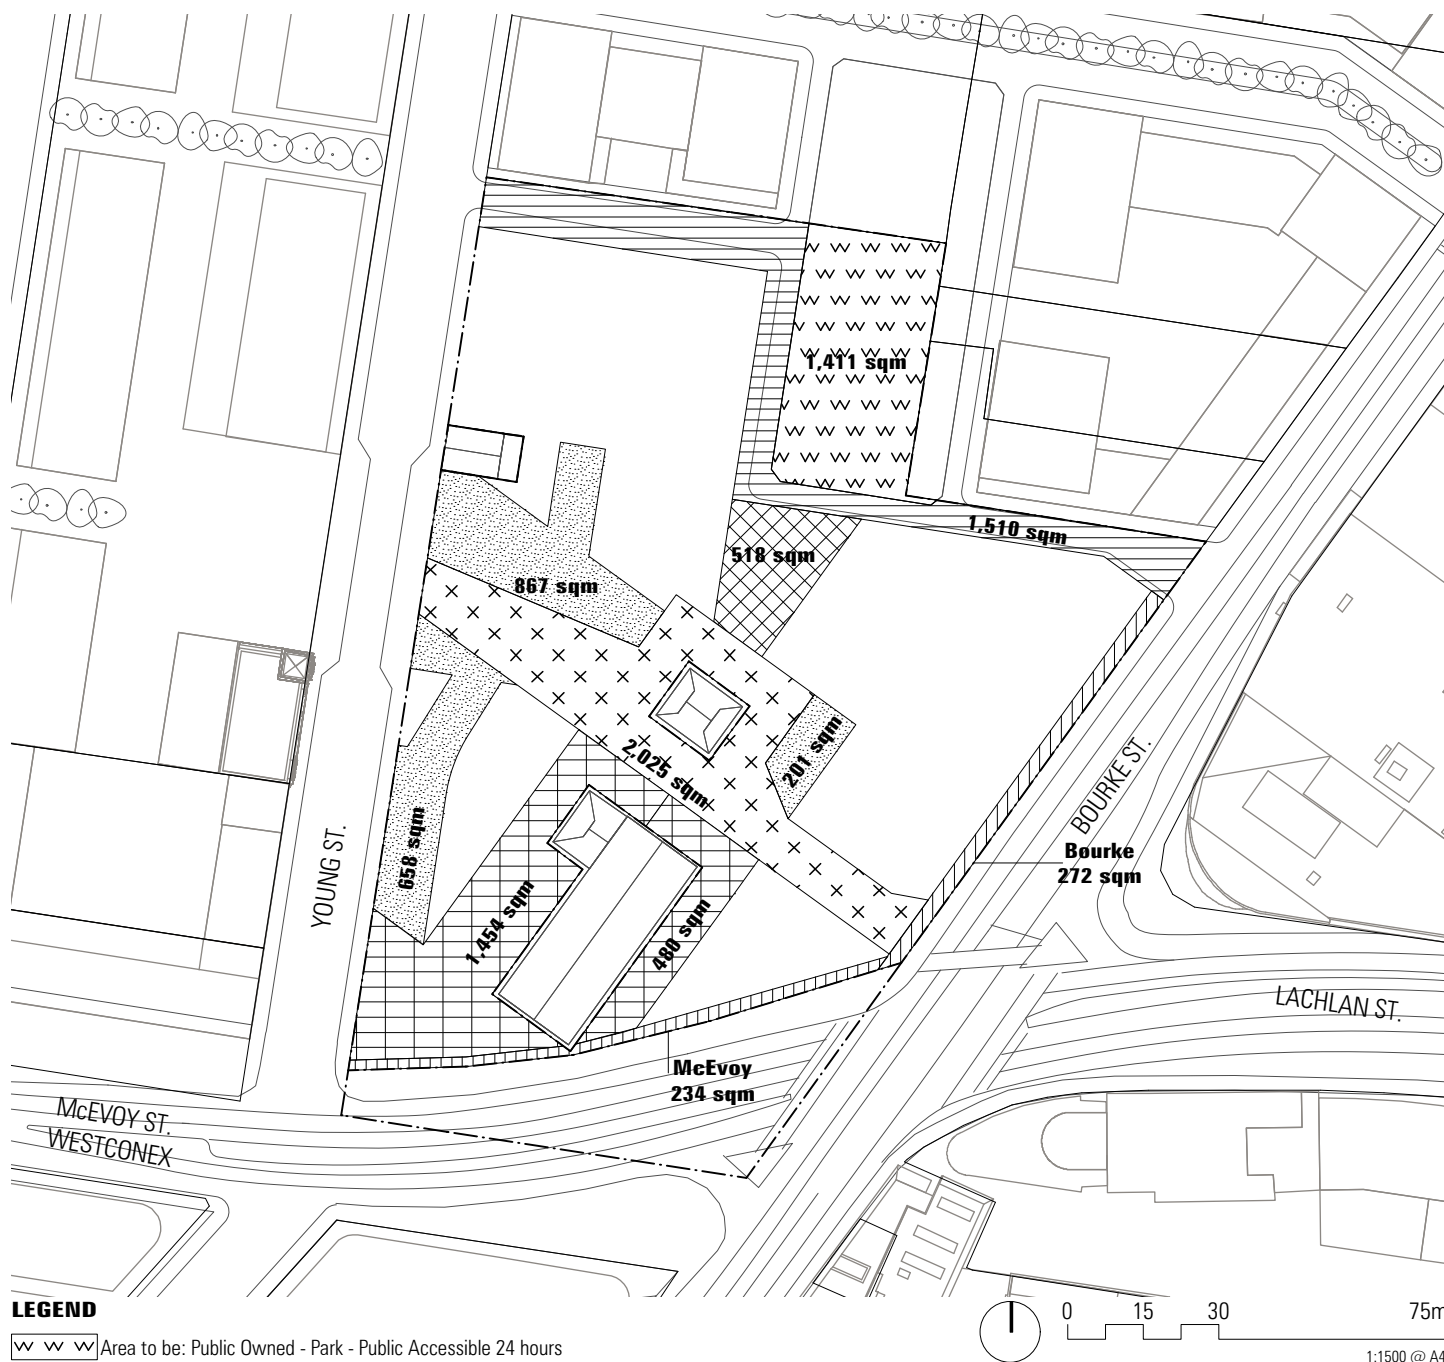 1,411 sqm
1,510 sqm
518 sqm
867 sqm
201 sqm
2,025 sqm
BOURKE ST.
658 sqm
YOUNG ST.
Bourke
272 sqm
1,454 sqm
480 sqm
LACHLAN ST.
McEvoy
234 sqm
McEVOY ST.
WESTCONEX
LEGEND
0 15 30 75m
Area to be: Public Owned - Park - Public Accessible 24 hours
1:1500 @ A4